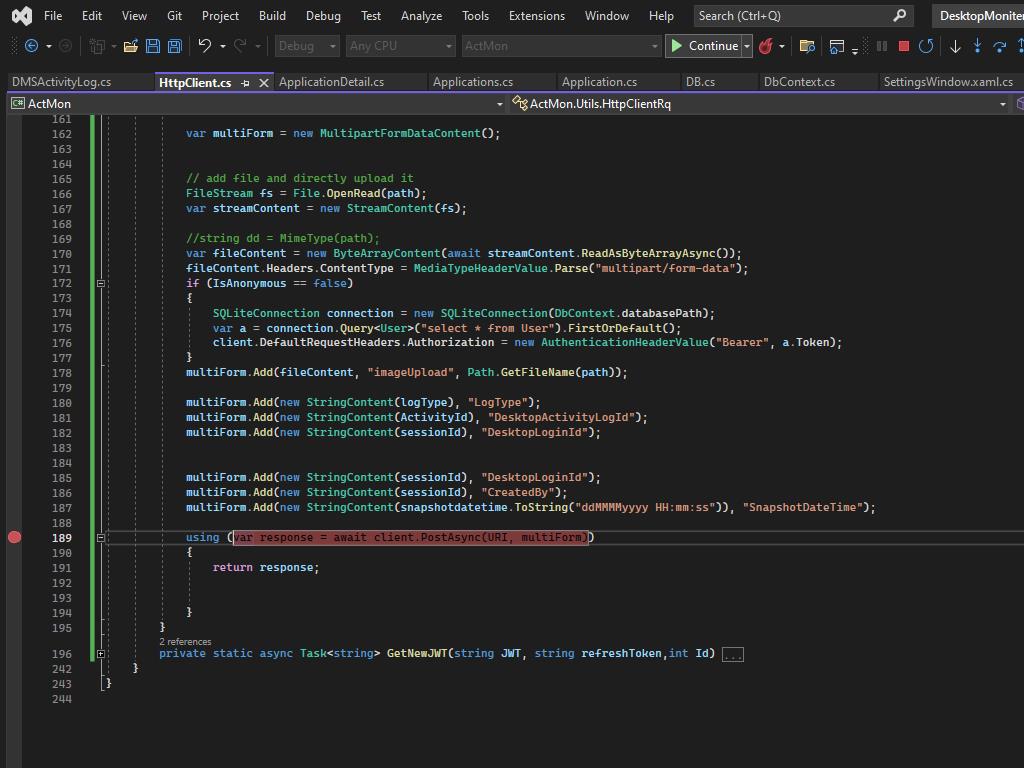 File Edit View Git Project Build Debug Test Analyze Tools Extensions Window Help Search (Ctrl+Q) DesktopMoniter
Debug Any CPU ActMon Continue
DMSActivityLog.cs HttpClient.cs ApplicationDetail.cs Applications.cs Application.cs DB.cs DbContext.cs SettingsWindow.xaml.cs
C# ActMon ActMon.Utils.HttpClientRq
161
162 var multiForm = new MultipartFormDataContent();
163
164
165 // add file and directly upload it
166 FileStream fs = File.OpenRead(path);
167 var streamContent = new StreamContent(fs);
168
169 //string dd = MimeType(path);
170 var fileContent = new ByteArrayContent(await streamContent.ReadAsByteArrayAsync());
171 fileContent.Headers.ContentType = MediaTypeHeaderValue.Parse("multipart/form-data");
172 if (IsAnonymous == false)
173 {
174 SQLiteConnection connection = new SQLiteConnection(DbContext.databasePath);
175 var a = connection.Query<User>("select * from User").FirstOrDefault();
176 client.DefaultRequestHeaders.Authorization = new AuthenticationHeaderValue("Bearer", a.Token);
177 }
178 multiForm.Add(fileContent, "imageUpload", Path.GetFileName(path));
179
180 multiForm.Add(new StringContent(logType), "LogType");
181 multiForm.Add(new StringContent(ActivityId), "DesktopActivityLogId");
182 multiForm.Add(new StringContent(sessionId), "DesktopLoginId");
183
184
185 multiForm.Add(new StringContent(sessionId), "DesktopLoginId");
186 multiForm.Add(new StringContent(sessionId), "CreatedBy");
187 multiForm.Add(new StringContent(snapshotdatetime.ToString("ddMMMMyyyy HH:mm:ss")), "SnapshotDateTime");
188
189 using (var response = await client.PostAsync(URI, multiForm))
190 {
191 return response;
192
193
194 }
195 }
2 references
196 private static async Task<string> GetNewJWT(string JWT, string refreshToken,int Id) ...
242 }
243 }
244